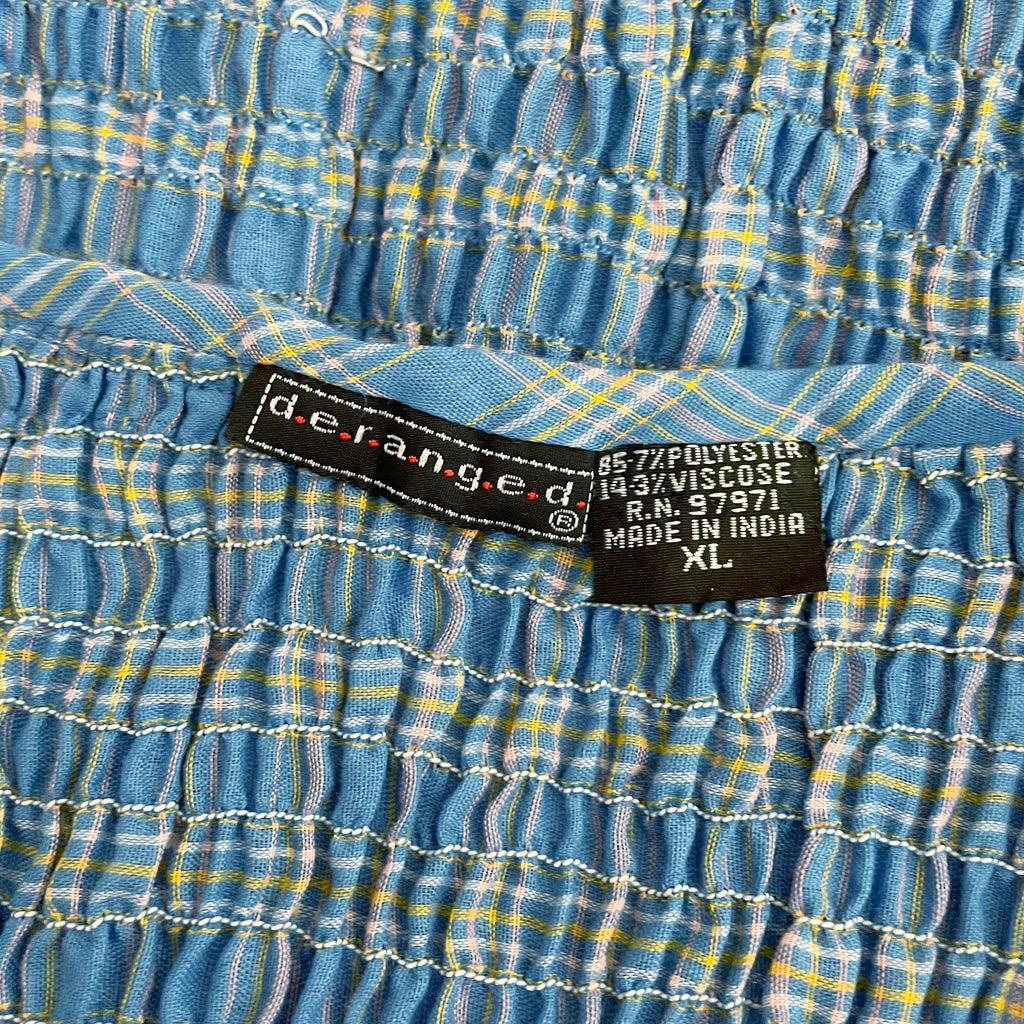 d.e.r.a.n.g.e.d.
®
85·7%POLYESTER
14·3%VISCOSE
R.N. 97971
MADE IN INDIA
XL